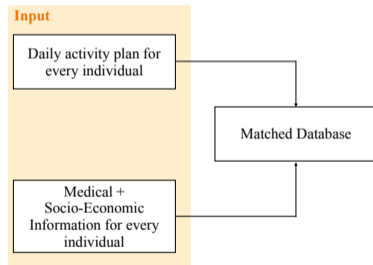 Input
Daily activity plan for
every individual
Matched Database
Medical +
Socio-Economic
Information for every
individual